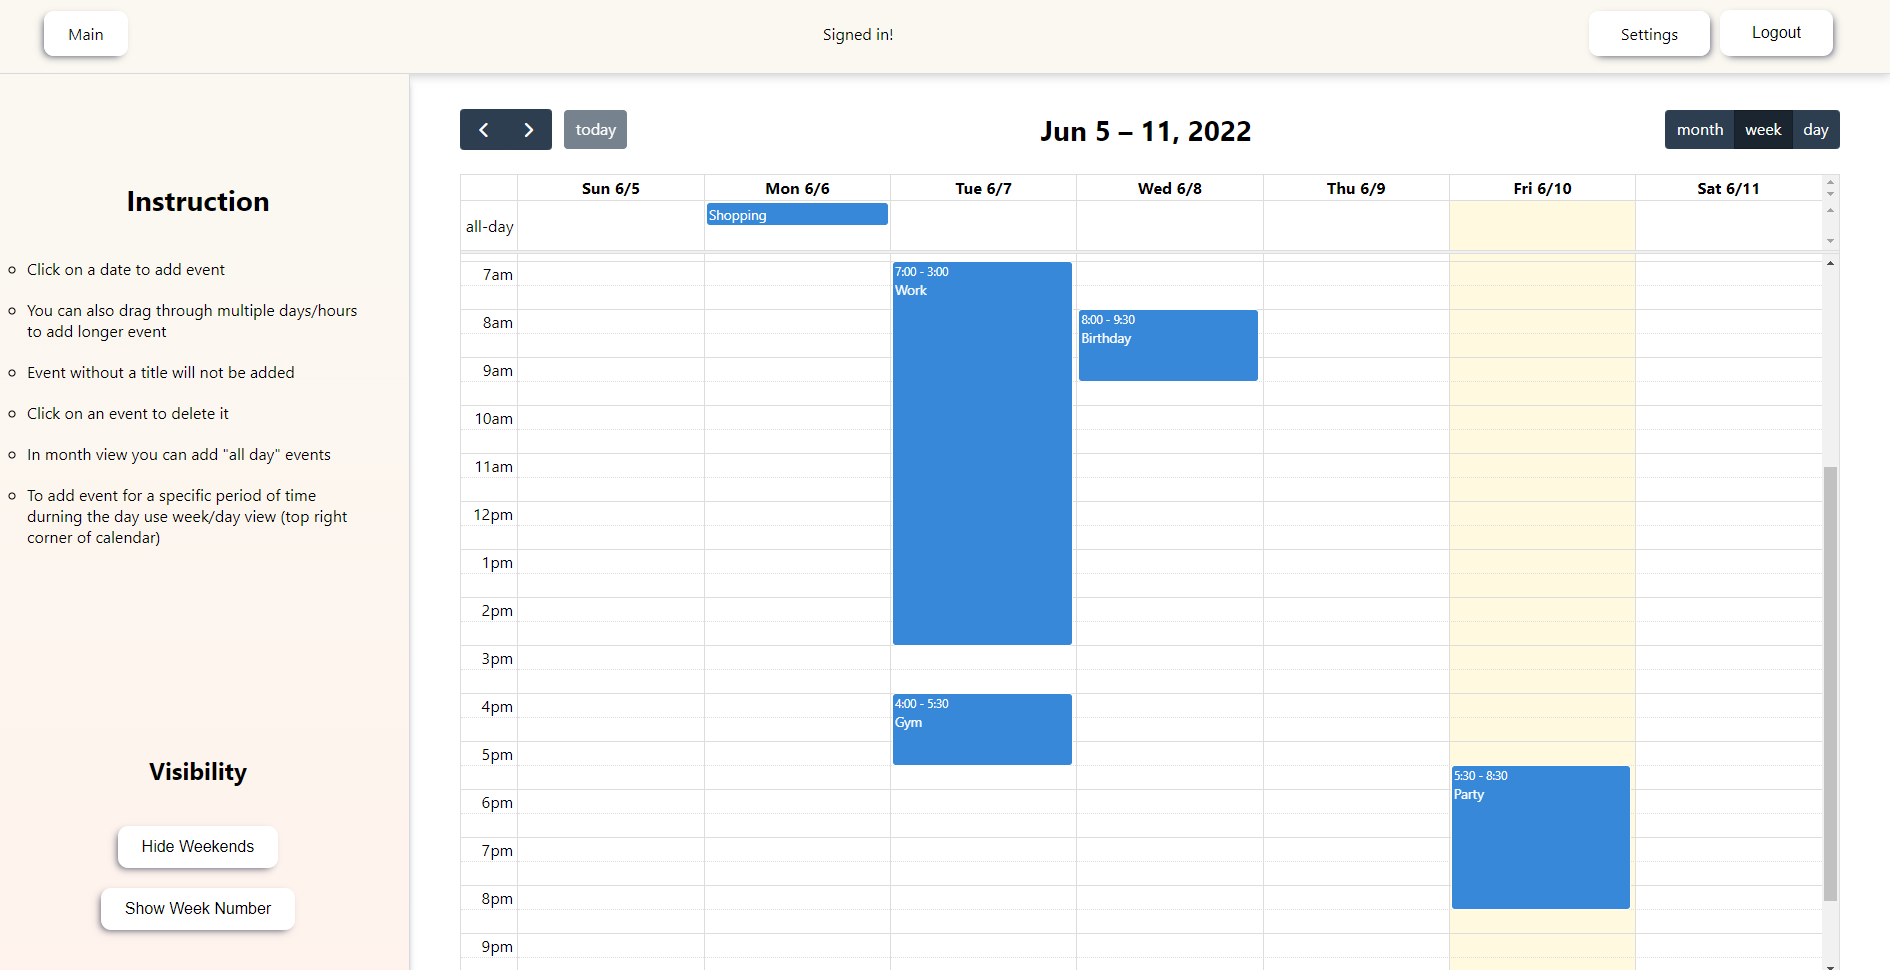 Main
Signed in!
Settings
Logout
Instruction
Click on a date to add event
You can also drag through multiple days/hours
to add longer event
Event without a title will not be added
Click on an event to delete it
In month view you can add "all day" events
To add event for a specific period of time
durning the day use week/day view (top right
corner of calendar)
Visibility
Hide Weekends
Show Week Number
today
Jun 5 – 11, 2022
month
week
day
Sun 6/5
Mon 6/6
Tue 6/7
Wed 6/8
Thu 6/9
Fri 6/10
Sat 6/11
all-day
Shopping
7am
7:00 - 3:00
Work
8am
8:00 - 9:30
Birthday
9am
10am
11am
12pm
1pm
2pm
3pm
4pm
4:00 - 5:30
Gym
5pm
5:30 - 8:30
Party
6pm
7pm
8pm
9pm